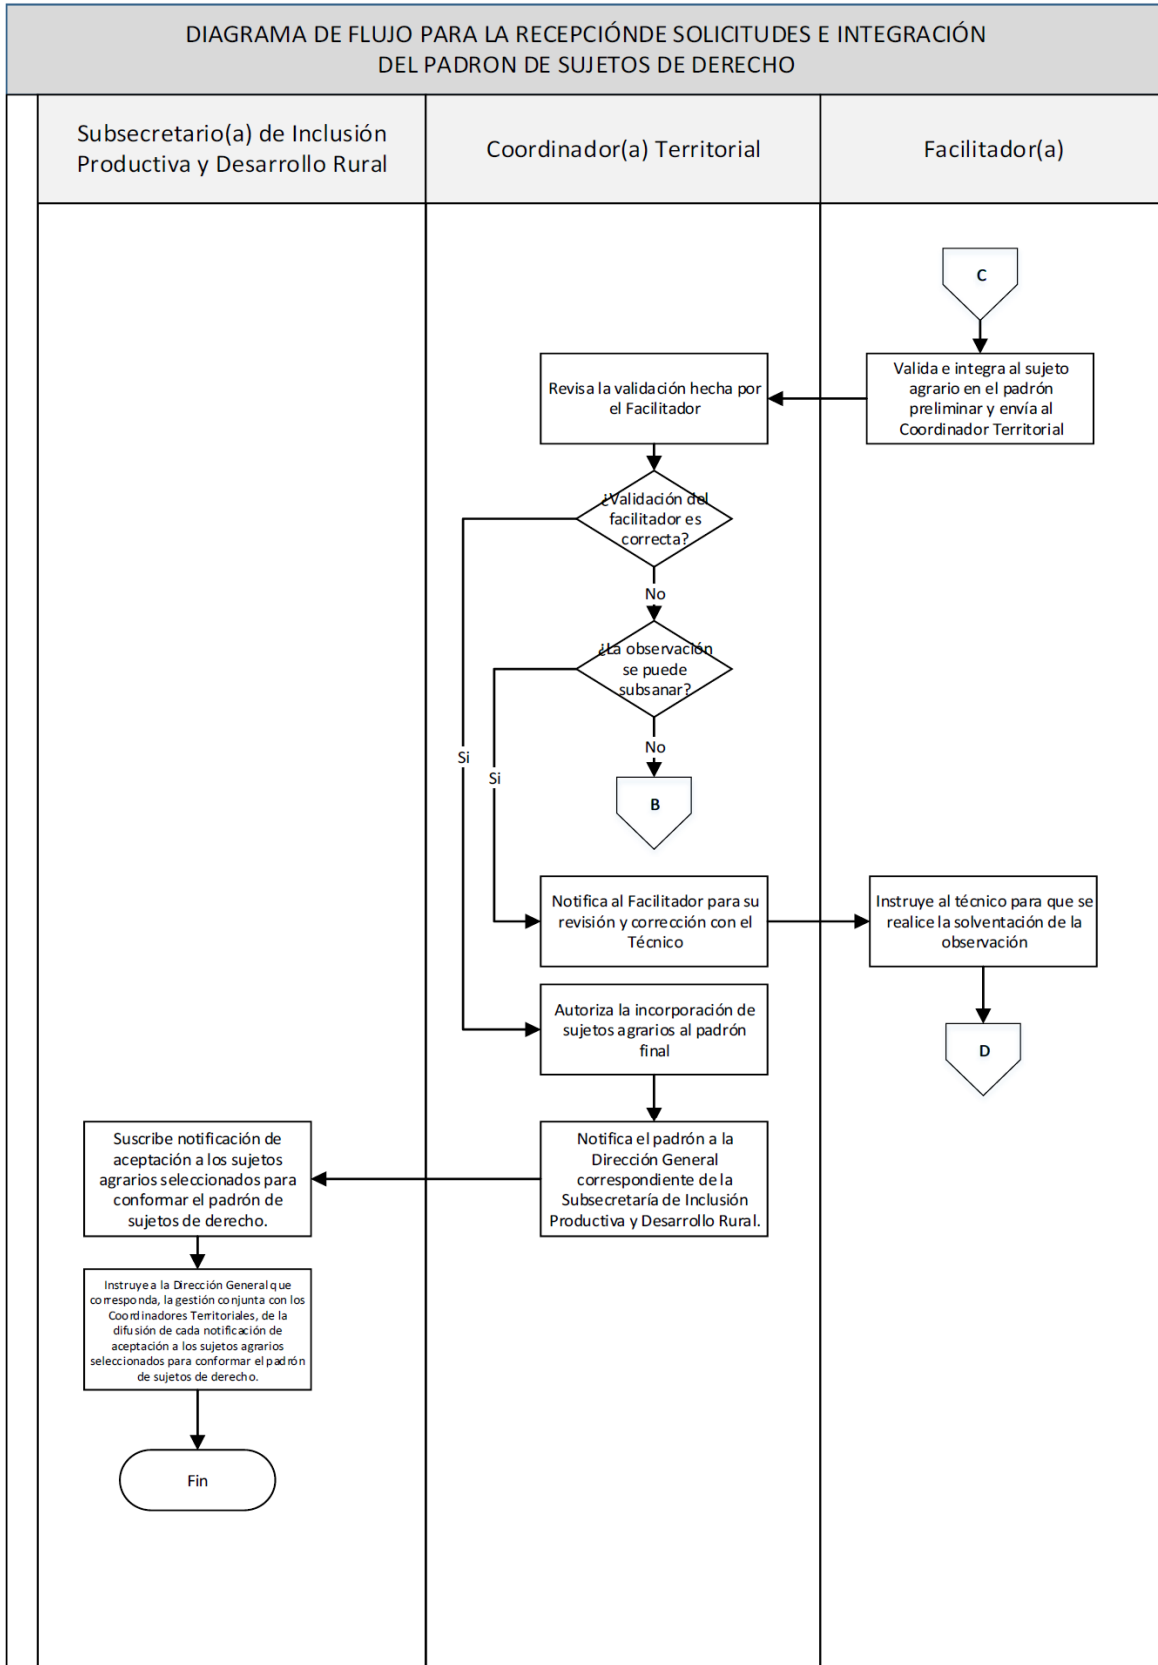 DIAGRAMA DE FLUJO PARA LA RECEPCIÓNDE SOLICITUDES E INTEGRACIÓN
DEL PADRON DE SUJETOS DE DERECHO
Subsecretario(a) de Inclusión
Productiva y Desarrollo Rural
Coordinador(a) Territorial
Facilitador(a)
C
Valida e integra al sujeto
agrario en el padrón
preliminar y envía al
Coordinador Territorial
Revisa la validación hecha por
el Facilitador
¿Validación del
facilitador es
correcta?
No
¿La observación
se puede
subsanar?
No
Si
Si
B
Notifica al Facilitador para su
revisión y corrección con el
Técnico
Instruye al técnico para que se
realice la solventación de la
observación
D
Autoriza la incorporación de
sujetos agrarios al padrón
final
Notifica el padrón a la
Dirección General
correspondiente de la
Subsecretaría de Inclusión
Productiva y Desarrollo Rural.
Suscribe notificación de
aceptación a los sujetos
agrarios seleccionados para
conformar el padrón de
sujetos de derecho.
Instruye a la Dirección General que
corresponda, la gestión conjunta con los
Coordinadores Territoriales, de la
difusión de cada notificación de
aceptación a los sujetos agrarios
seleccionados para conformar el padrón
de sujetos de derecho.
Fin